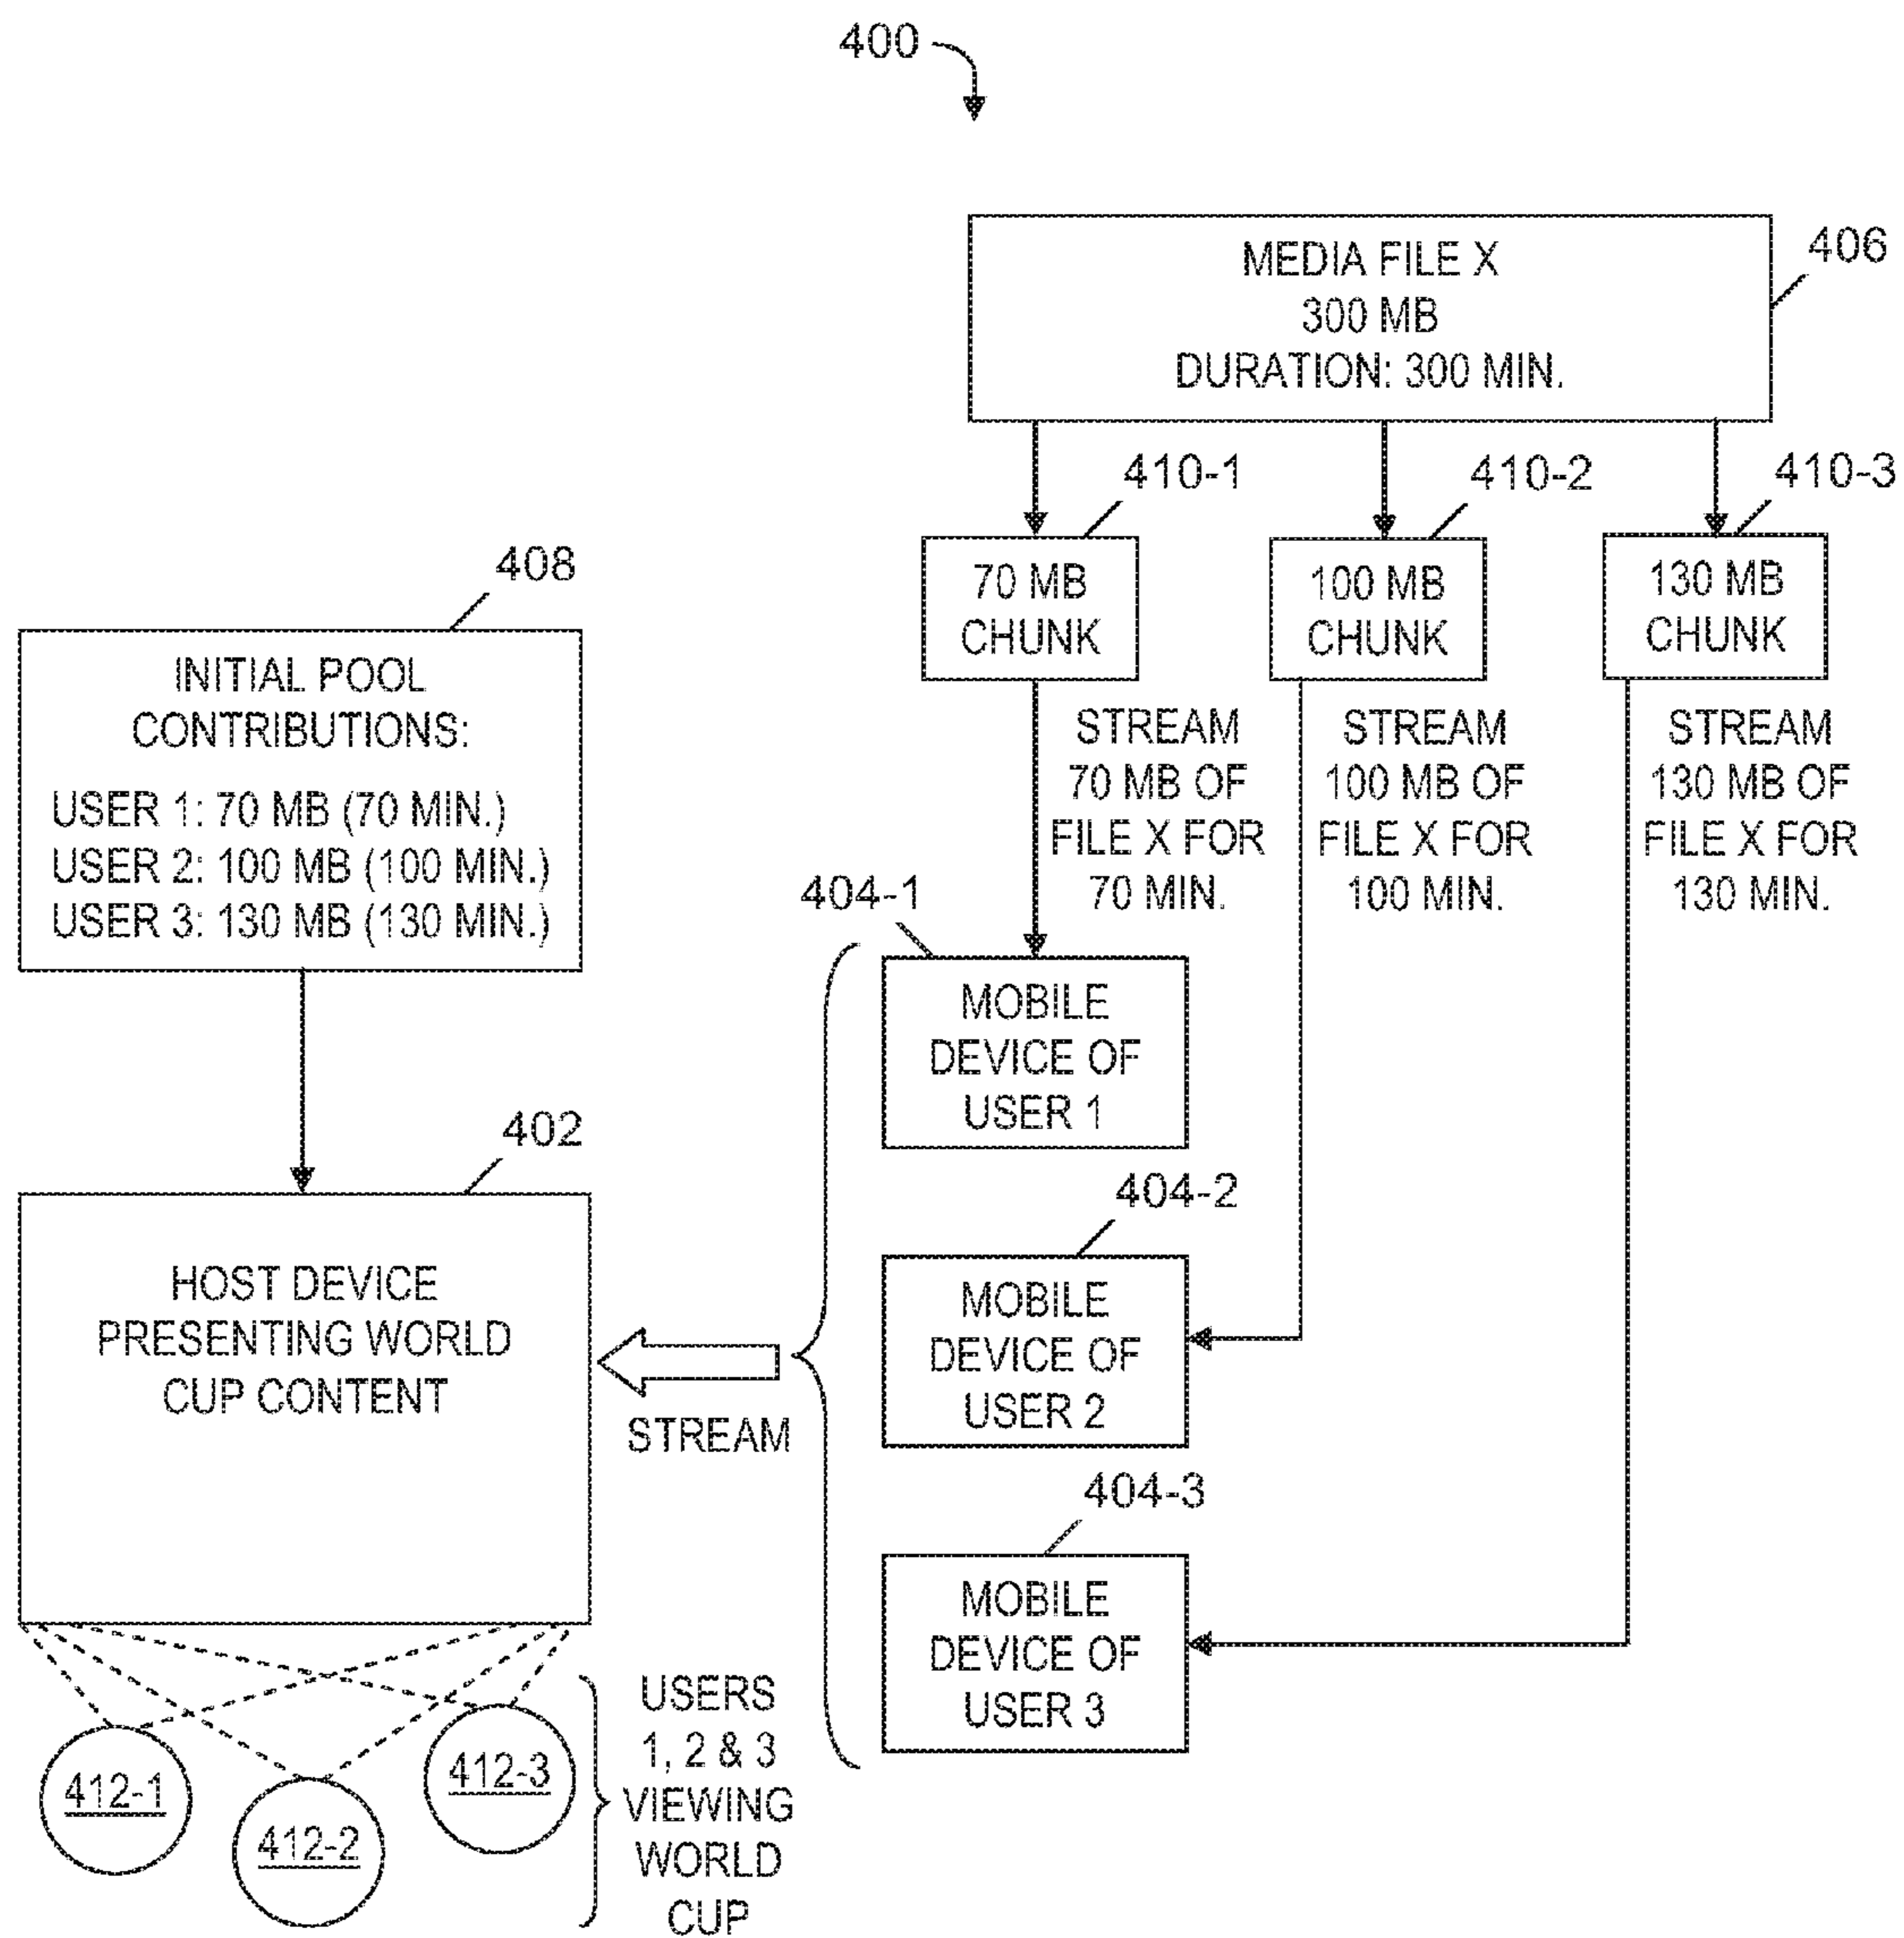 400
MEDIA FILE X
300 MB
DURATION: 300 MIN.
406
410-1
410-2
410-3
70 MB
CHUNK
100 MB
CHUNK
130 MB
CHUNK
408
INITIAL POOL
CONTRIBUTIONS:
USER 1: 70 MB (70 MIN.)
USER 2: 100 MB (100 MIN.)
USER 3: 130 MB (130 MIN.)
STREAM
70 MB OF
FILE X FOR
70 MIN.
STREAM
100 MB OF
FILE X FOR
100 MIN.
STREAM
130 MB OF
FILE X FOR
130 MIN.
404-1
MOBILE
DEVICE OF
USER 1
402
HOST DEVICE
PRESENTING WORLD
CUP CONTENT
STREAM
404-2
MOBILE
DEVICE OF
USER 2
404-3
MOBILE
DEVICE OF
USER 3
412-1
412-2
412-3
USERS
1, 2 & 3
VIEWING
WORLD
CUP